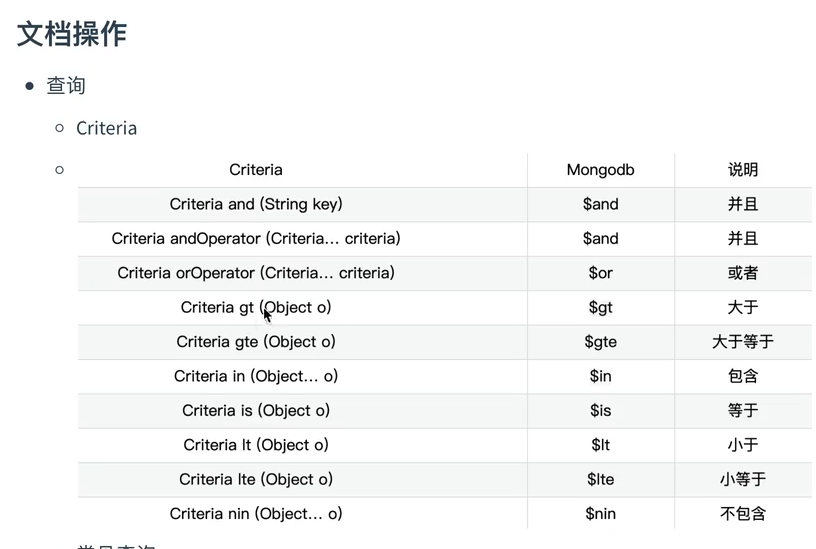 文档操作
查询
Criteria
Criteria Mongodb 说明
Criteria and (String key) $and 并且
Criteria andOperator (Criteria… criteria) $and 并且
Criteria orOperator (Criteria… criteria) $or 或者
Criteria gt (Object o) $gt 大于
Criteria gte (Object o) $gte 大于等于
Criteria in (Object… o) $in 包含
Criteria is (Object o) $is 等于
Criteria lt (Object o) $lt 小于
Criteria lte (Object o) $lte 小等于
Criteria nin (Object… o) $nin 不包含